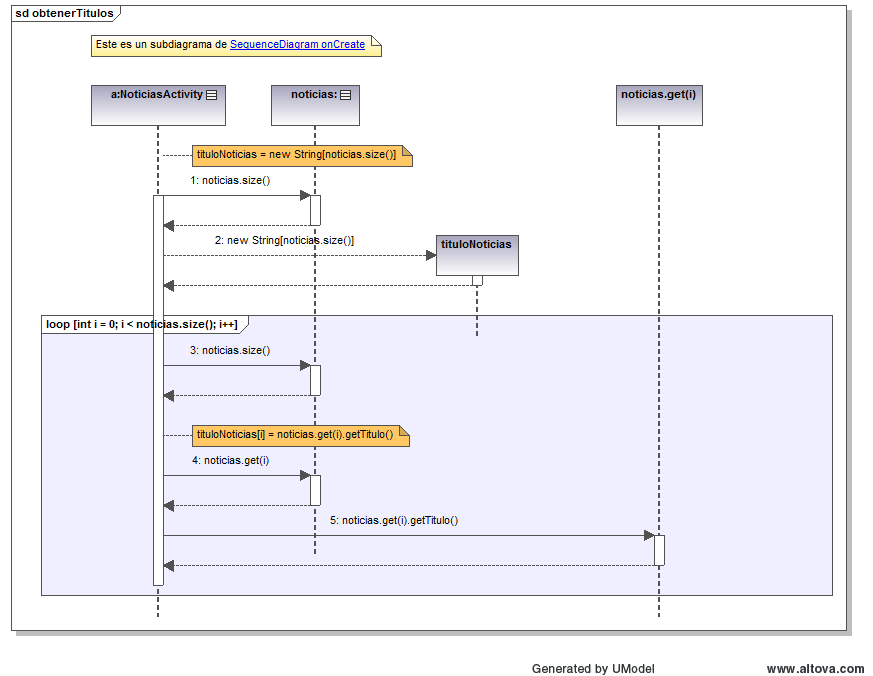 sd obtenerTitulos
Este es un subdiagrama de SequenceDiagram onCreate
a:NoticiasActivity
noticias:
noticias.get(i)
tituloNoticias = new String[noticias.size()]
1: noticias.size()
2: new String[noticias.size()]
tituloNoticias
loop [int i = 0; i < noticias.size(); i++]
3: noticias.size()
tituloNoticias[i] = noticias.get(i).getTitulo()
4: noticias.get(i)
5: noticias.get(i).getTitulo()
Generated by UModel
www.altova.com